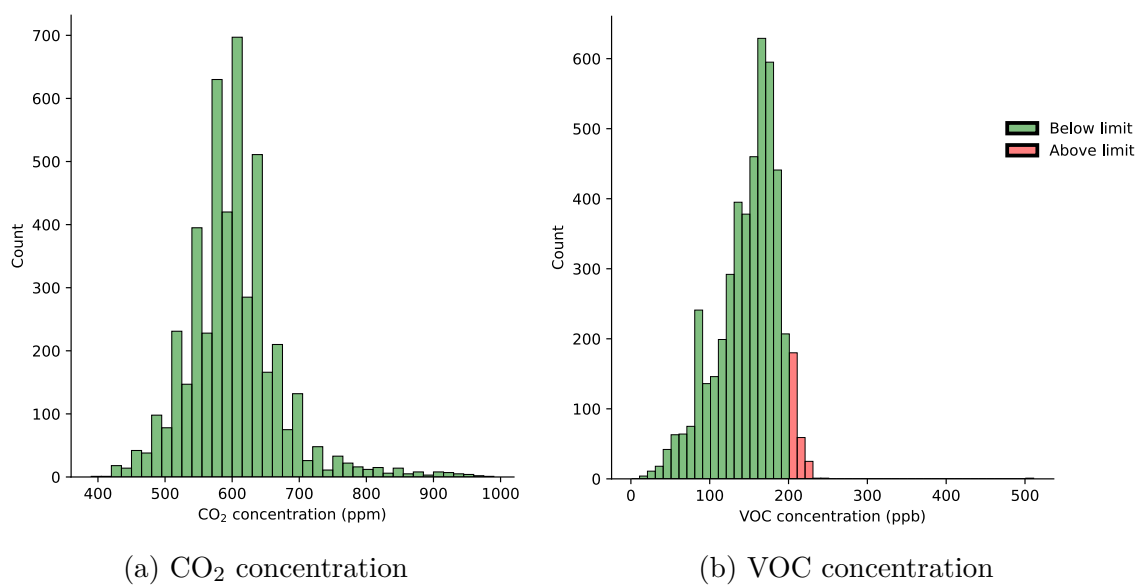 700
600
500
400
300
200
100
0
Count
400 500 600 700 800 900 1000
CO₂ concentration (ppm)
(a) CO₂ concentration
600
500
400
300
200
100
0
Count
0 100 200 300 400 500
VOC concentration (ppb)
Below limit
Above limit
(b) VOC concentration